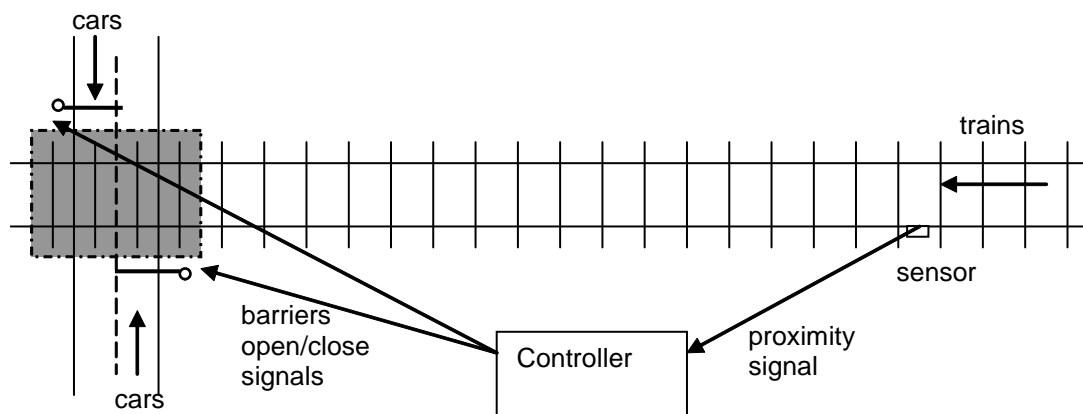 cars
trains
sensor
barriers
open/close
signals
Controller
proximity
signal
cars